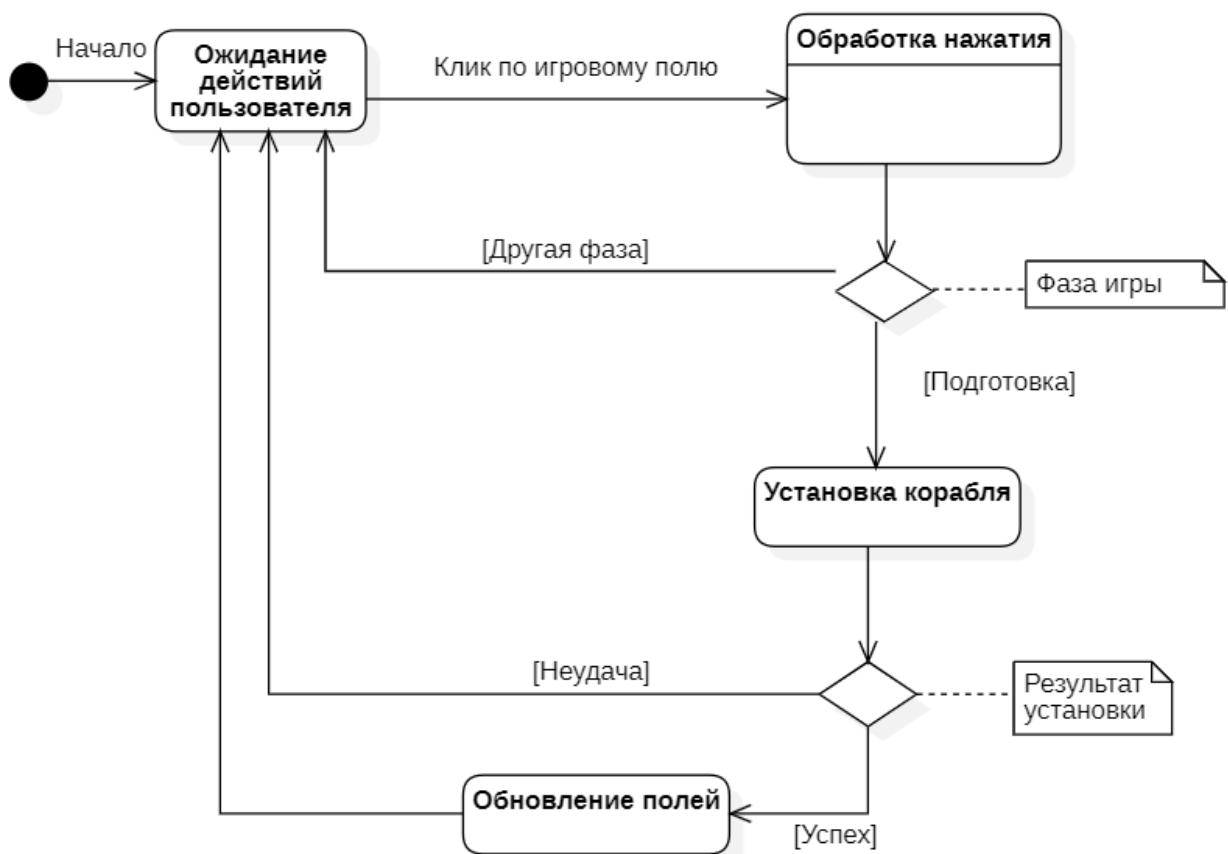 Начало
Ожидание
действий
пользователя
Клик по игровому полю
Обработка нажатия
[Другая фаза]
Фаза игры
[Подготовка]
Установка корабля
[Неудача]
Результат
установки
Обновление полей
[Успех]